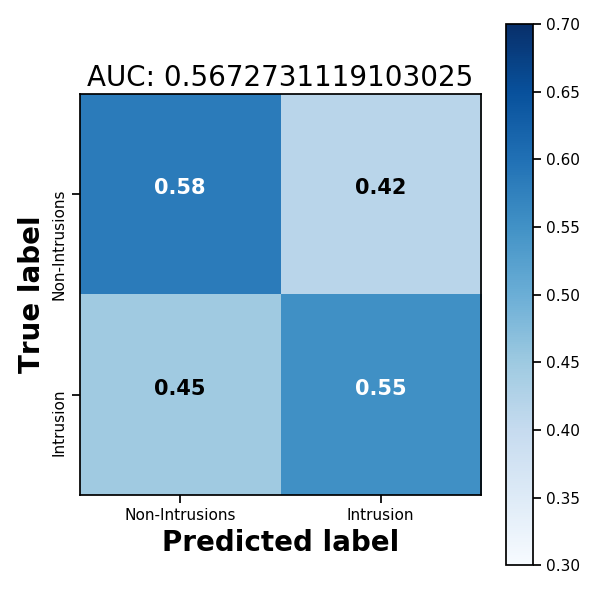 AUC: 0.5672731119103025
True label
Non-Intrusions
Intrusion
0.58
0.42
0.45
0.55
Non-Intrusions
Intrusion
Predicted label
0.70
0.65
0.60
0.55
0.50
0.45
0.40
0.35
0.30